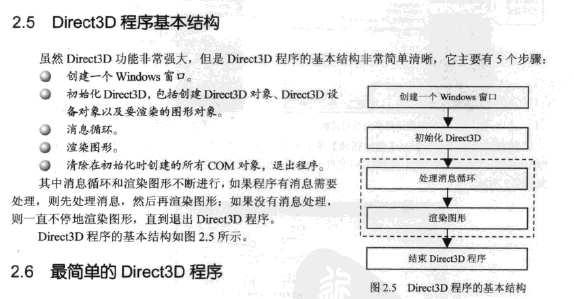 2.5 Direct3D 程序基本结构
虽然 Direct3D 功能非常强大，但是 Direct3D 程序的基本结构非常简单清晰，它主要有 5 个步骤：
创建一个 Windows 窗口。
初始化 Direct3D，包括创建 Direct3D 对象、Direct3D 设
备对象以及要渲染的图形对象。
消息循环。
渲染图形。
清除在初始化时创建的所有 COM 对象，退出程序。
其中消息循环和渲染图形不断进行，如果程序有消息需要
处理，则先处理消息，然后再渲染图形；如果没有消息处理，
则一直不停地渲染图形，直到退出 Direct3D 程序。
Direct3D 程序的基本结构如图 2.5 所示。
创建一个 Windows 窗口
初始化 Direct3D
处理消息循环
渲染图形
结束 Direct3D 程序
图 2.5 Direct3D 程序的基本结构
2.6 最简单的 Direct3D 程序